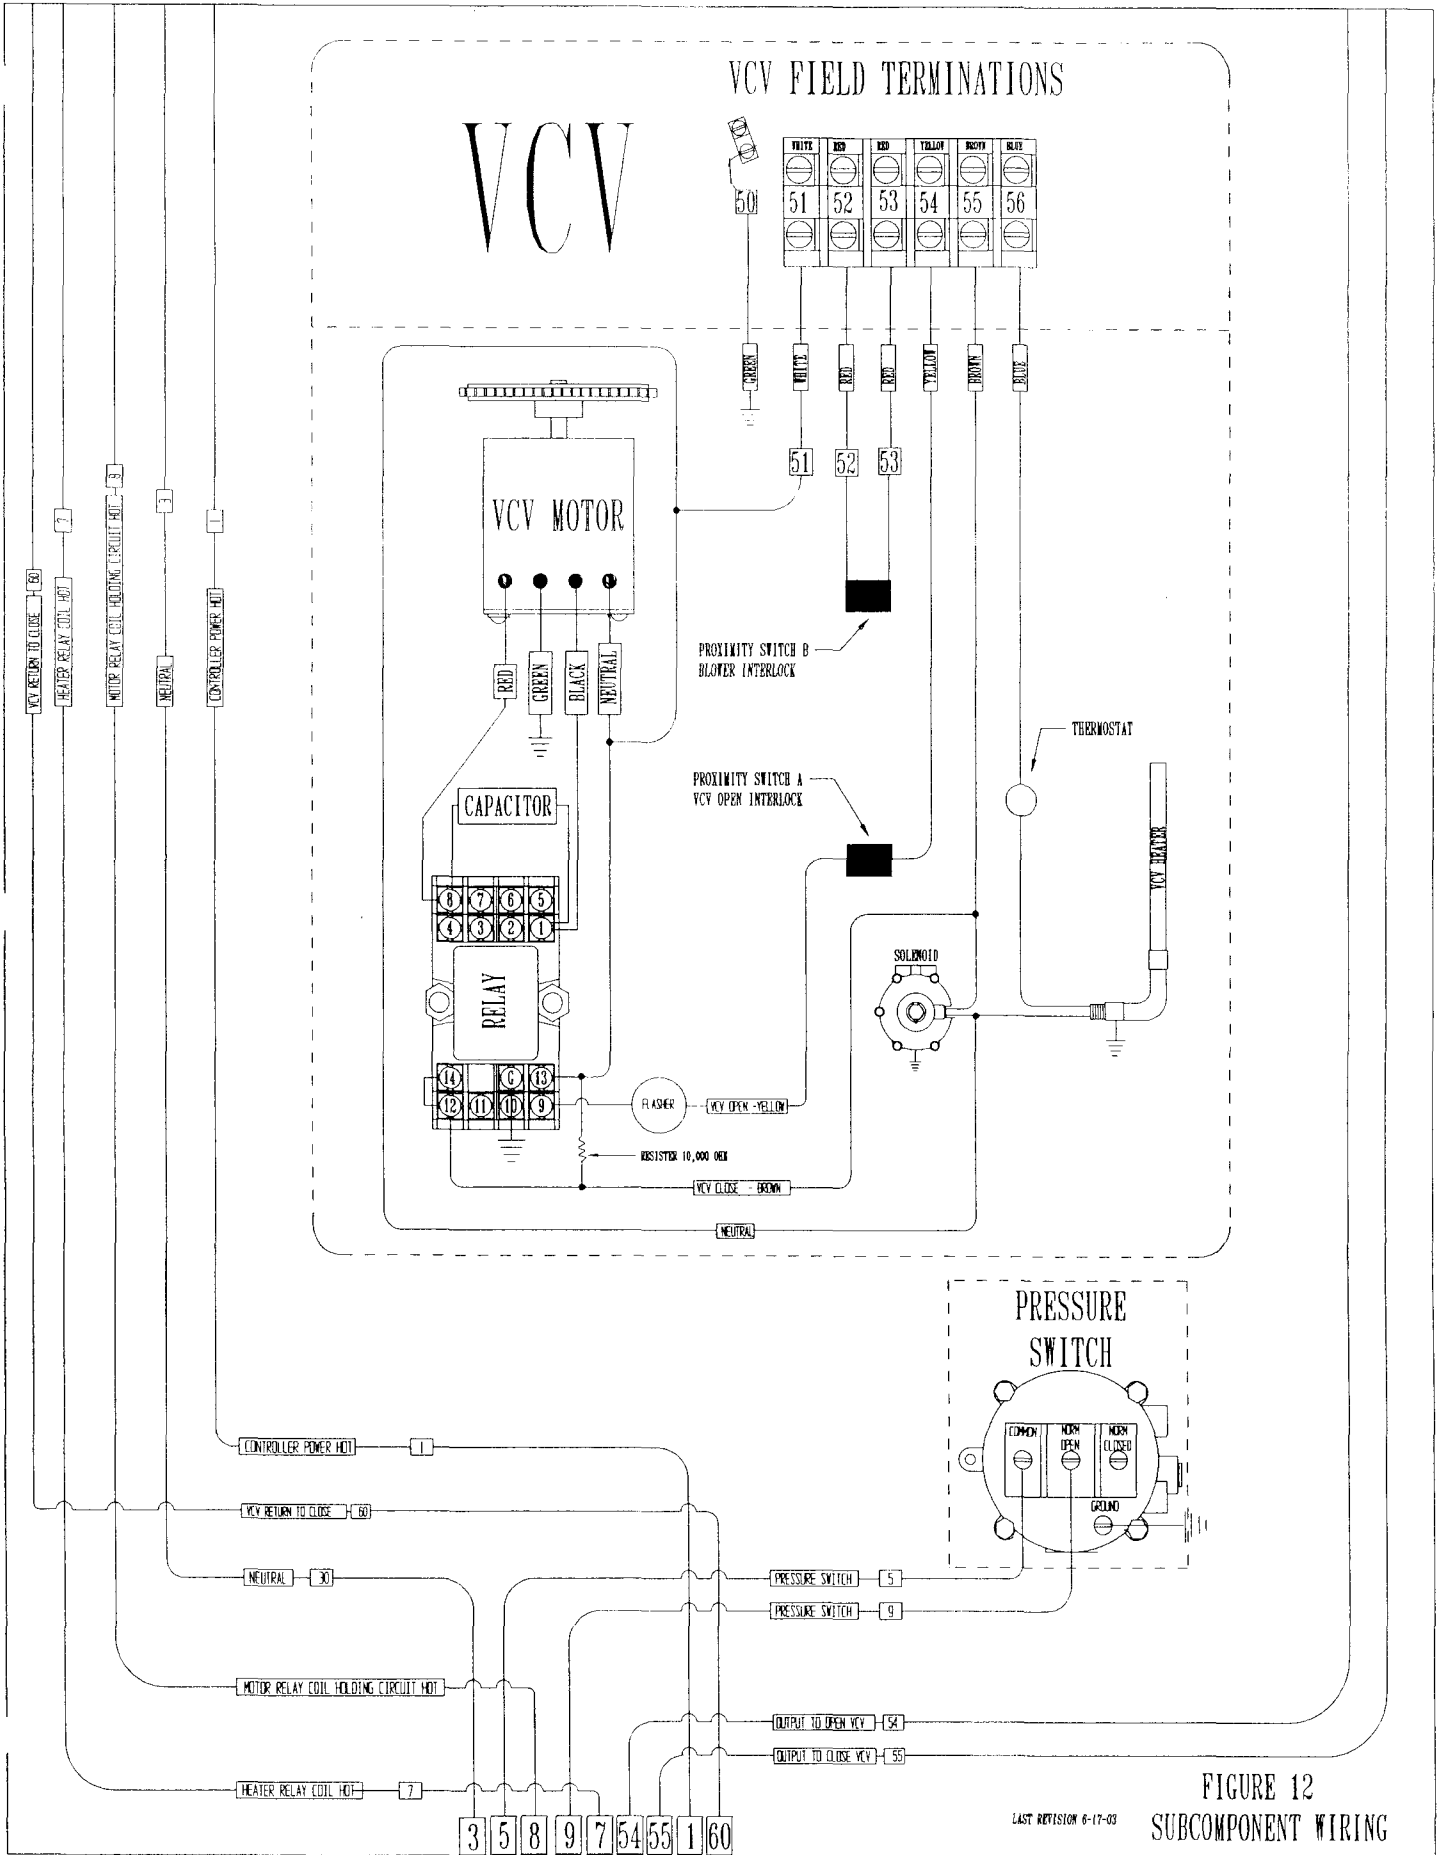 VCV FIELD TERMINATIONS
VCV
WHITE RED RED YELLOW BROWN BLUE
50 51 52 53 54 55 56
GREEN WHITE RED RED YELLOW BROWN BLUE
51 52 53
VCV MOTOR
RED GREEN BLACK NEUTRAL
PROXIMITY SWITCH B
BLOWER INTERLOCK
PROXIMITY SWITCH A
VCV OPEN INTERLOCK
THERMOSTAT
VCV HEATER
CAPACITOR
8 7 6 5
4 3 2 1
RELAY
14 G 13
12 11 10 9
SOLENOID
FLASHER
VCV OPEN -YELLOW
RESISTER 10,000 OHM
VCV CLOSE - BROWN
NEUTRAL
VCV RETURN TO CLOSE 60
HEATER RELAY COIL HOT 7
MOTOR RELAY COIL HOLDING CIRCUIT HOT 8
NEUTRAL 3
CONTROLLER POWER HOT 1
PRESSURE
SWITCH
COMMON
NORM
OPEN
NORM
CLOSED
GROUND
CONTROLLER POWER HOT 1
VCV RETURN TO CLOSE 60
NEUTRAL 30
PRESSURE SWITCH 5
PRESSURE SWITCH 9
MOTOR RELAY COIL HOLDING CIRCUIT HOT
OUTPUT TO OPEN VCV 54
OUTPUT TO CLOSE VCV 55
HEATER RELAY COIL HOT 7
3 5 8 9 7 54 55 1 60
LAST REVISION 6-17-03
FIGURE 12
SUBCOMPONENT WIRING